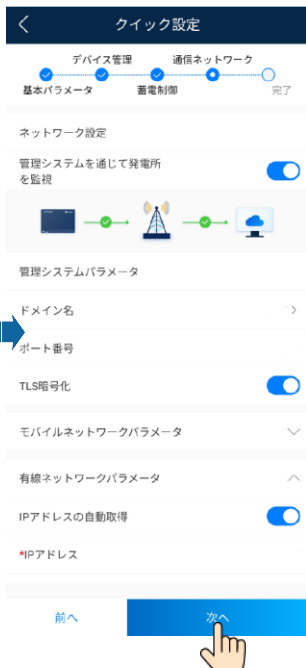 クイック設定
デバイス管理 通信ネットワーク
基本パラメータ 蓄電制御 完了
ネットワーク設定
管理システムを通じて発電所
を監視
管理システムパラメータ
ドメイン名
ポート番号
TLS暗号化
モバイルネットワークパラメータ
有線ネットワークパラメータ
IPアドレスの自動取得
*IPアドレス
前へ 次へ